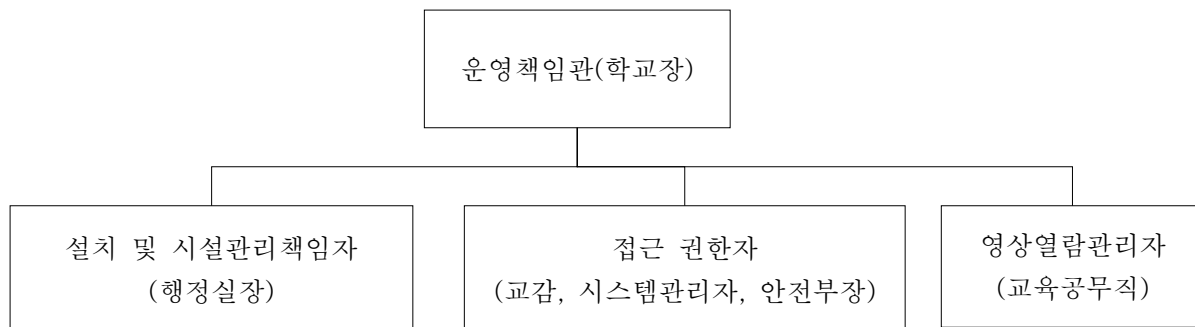 운영책임관(학교장)
설치 및 시설관리책임자
(행정실장)
접근 권한자
(교감, 시스템관리자, 안전부장)
영상열람관리자
(교육공무직)